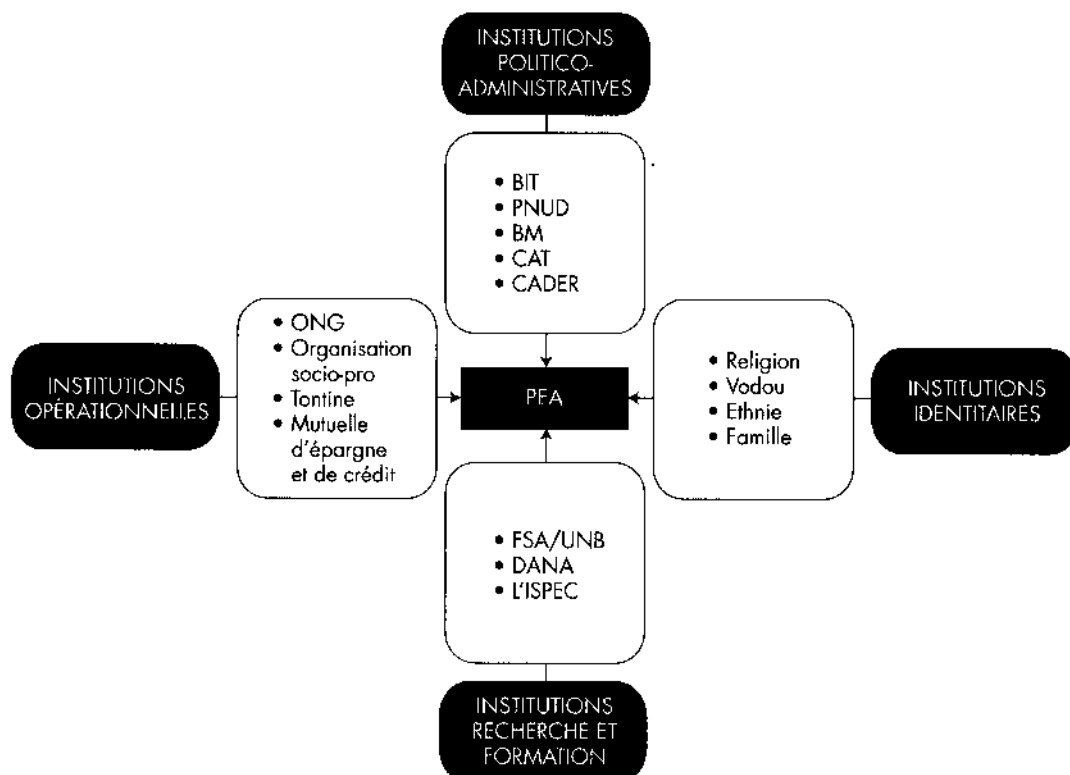 INSTITUTIONS
POLITICO-
ADMINISTRATIVES
• BIT
• PNUD
• BM
• CAT
• CADER
INSTITUTIONS
OPÉRATIONNELLES
• ONG
• Organisation
socio-pro
• Tontine
• Mutuelle
d'épargne
et de crédit
PEA
• Religion
• Vodou
• Ethnie
• Famille
INSTITUTIONS
IDENTITAIRES
• FSA/UNB
• DANA
• L'ISPEC
INSTITUTIONS
RECHERCHE ET
FORMATION